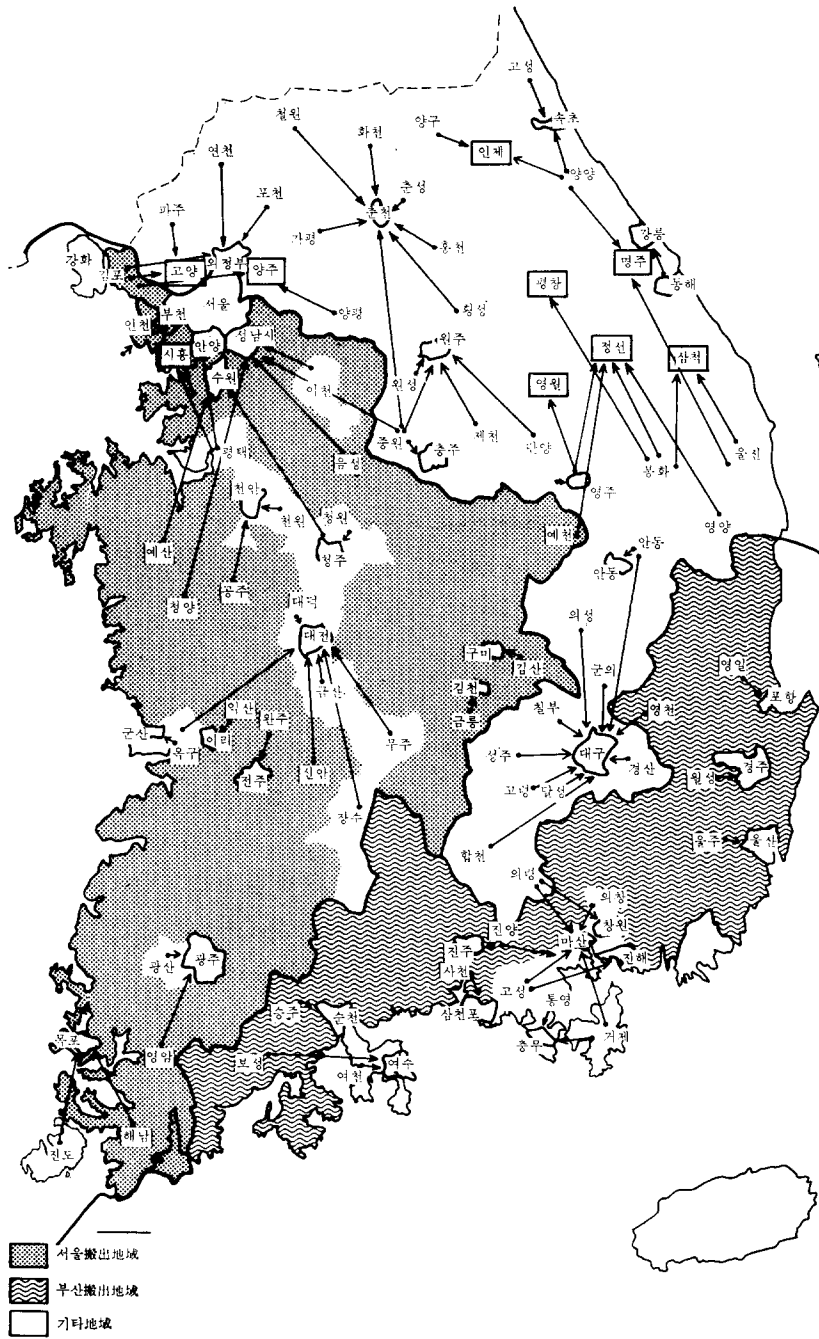 고성
철원
양구
속초
화천
인제
연천
양양
포천
춘성
파주
춘천
가평
홍천
강릉
강화
의정부
명주
김포
고양
양주
평창
동해
서울
양평
횡성
인천
부천
시흥
안양
성남시
원주
정선
삼척
수원
이천
원성
영월
중원
제천
단양
울진
평택
음성
충주
봉화
천안
천원
청원
영주
영양
예산
청주
예천
안동
안동
청양
공주
대덕
의성
대전
구미
김산
군의
영일
금산
김천
포항
군산
익산
완주
칠부
영천
옥구
이리
무주
금릉
성주
대구
경산
경주
전주
진안
고령
달성
월성
장수
합천
울주
울산
의령
의창
진양
창원
광산
광주
진주
마산
진해
사천
고성
통영
승주
순천
삼천포
거제
목포
영암
보성
여수
충무
여천
해남
진도
서울搬出地域
부산搬出地域
기타地域